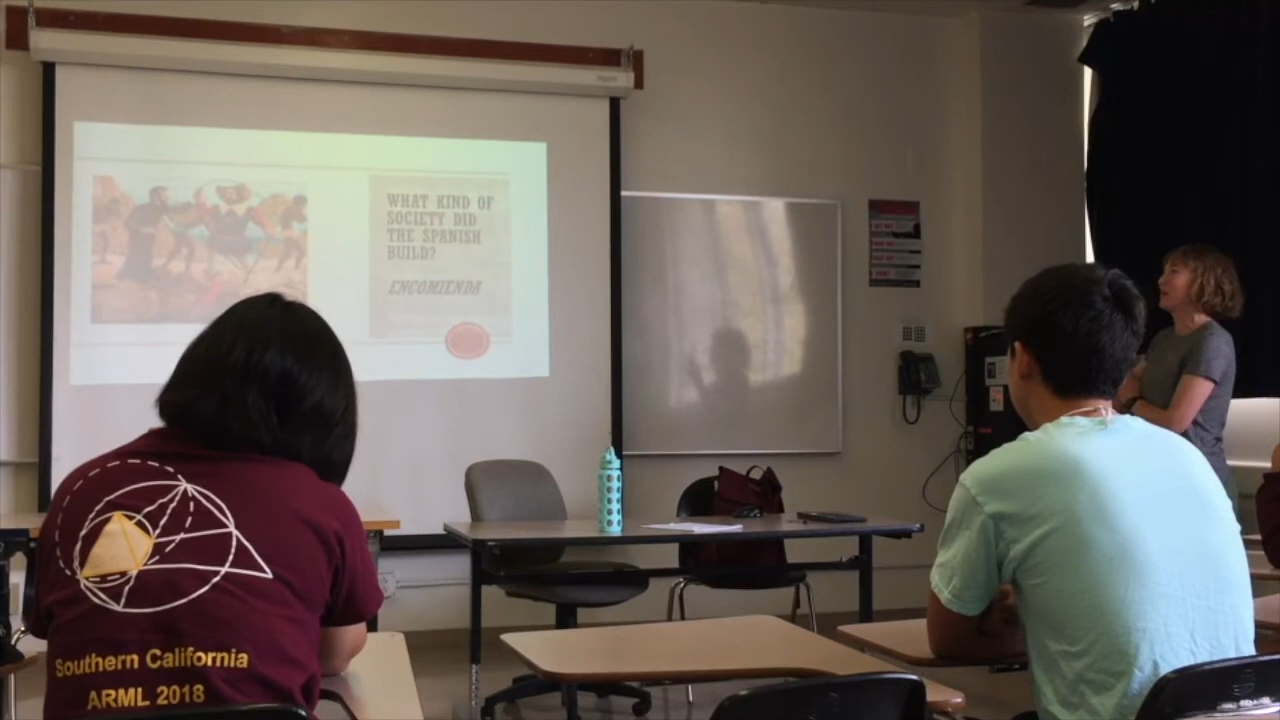 WHAT KIND OF
SOCIETY DID
THE SPANISH
BUILD?
ENCOMIENDA
Southern California
ARML 2018